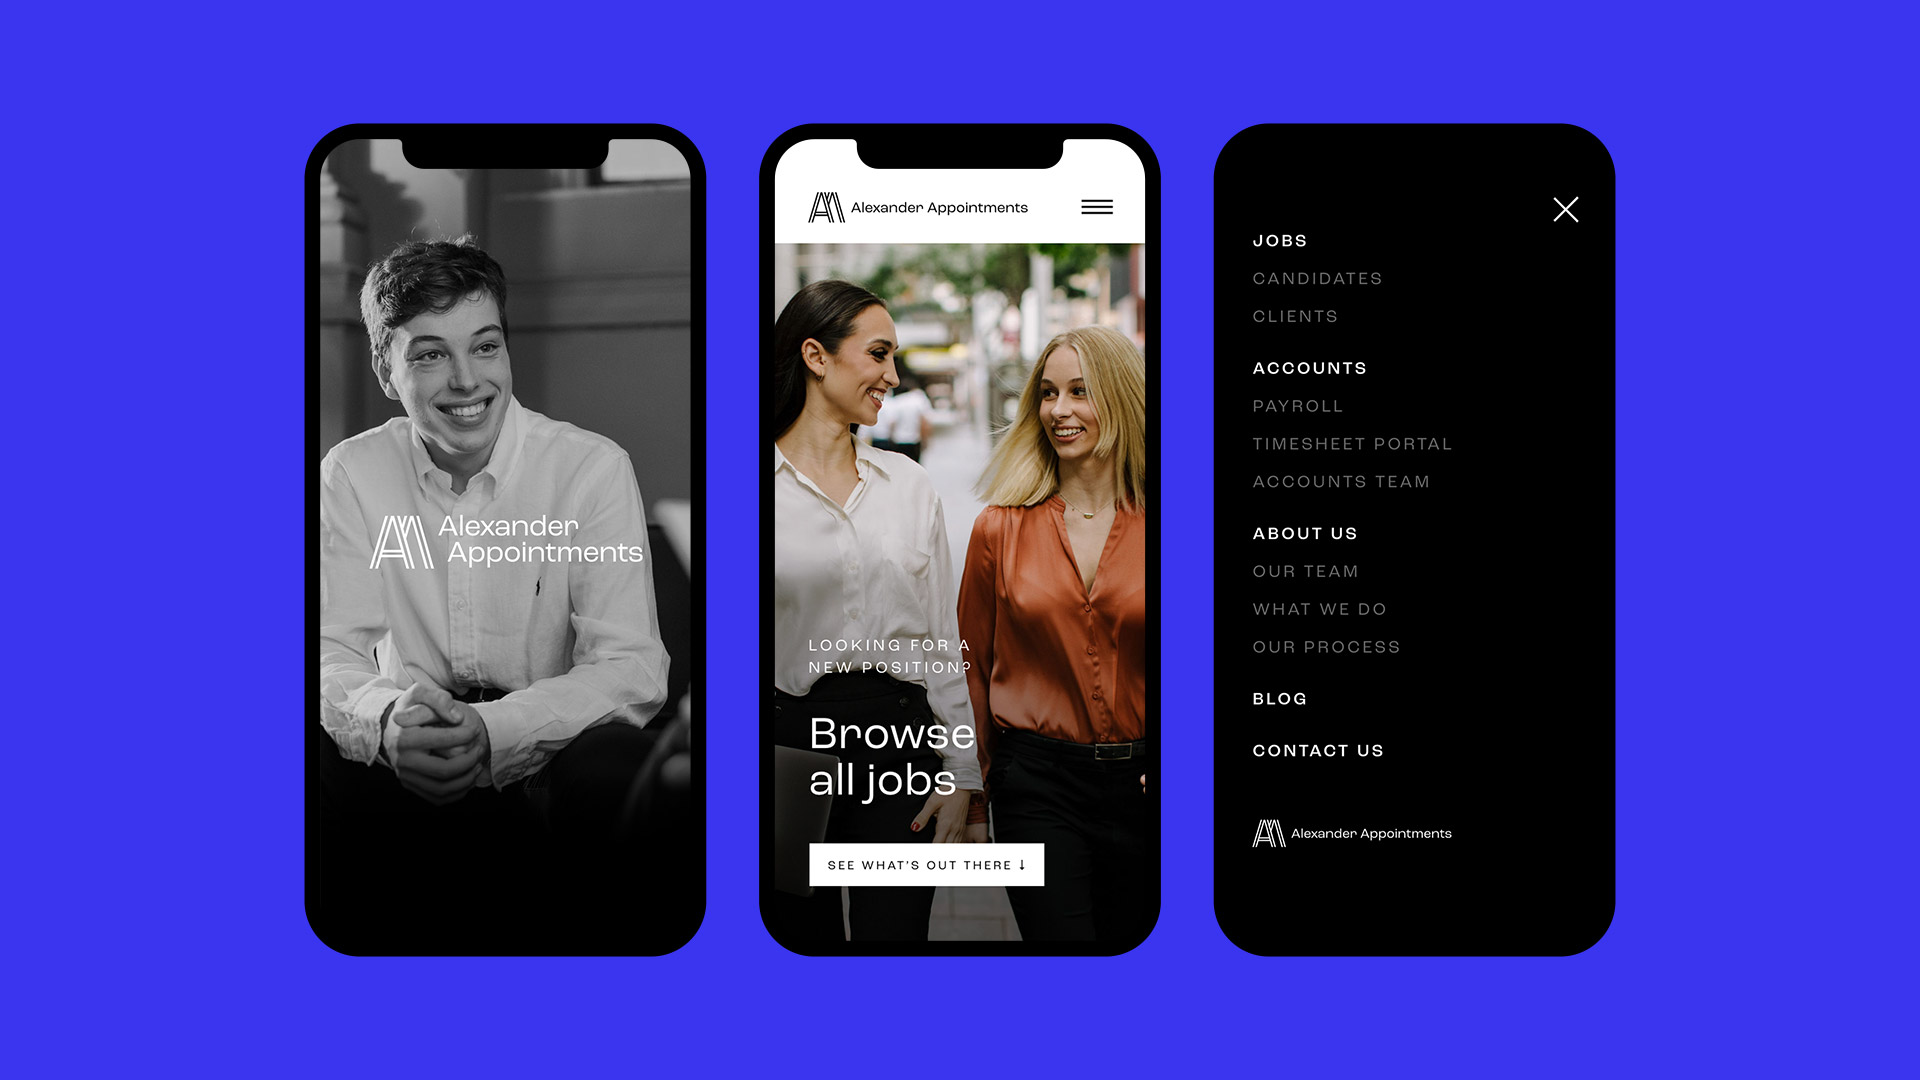 Alexander
Appointments
Alexander Appointments
LOOKING FOR A
NEW POSITION?
Browse
all jobs
SEE WHAT'S OUT THERE ↓
JOBS
CANDIDATES
CLIENTS
ACCOUNTS
PAYROLL
TIMESHEET PORTAL
ACCOUNTS TEAM
ABOUT US
OUR TEAM
WHAT WE DO
OUR PROCESS
BLOG
CONTACT US
Alexander Appointments